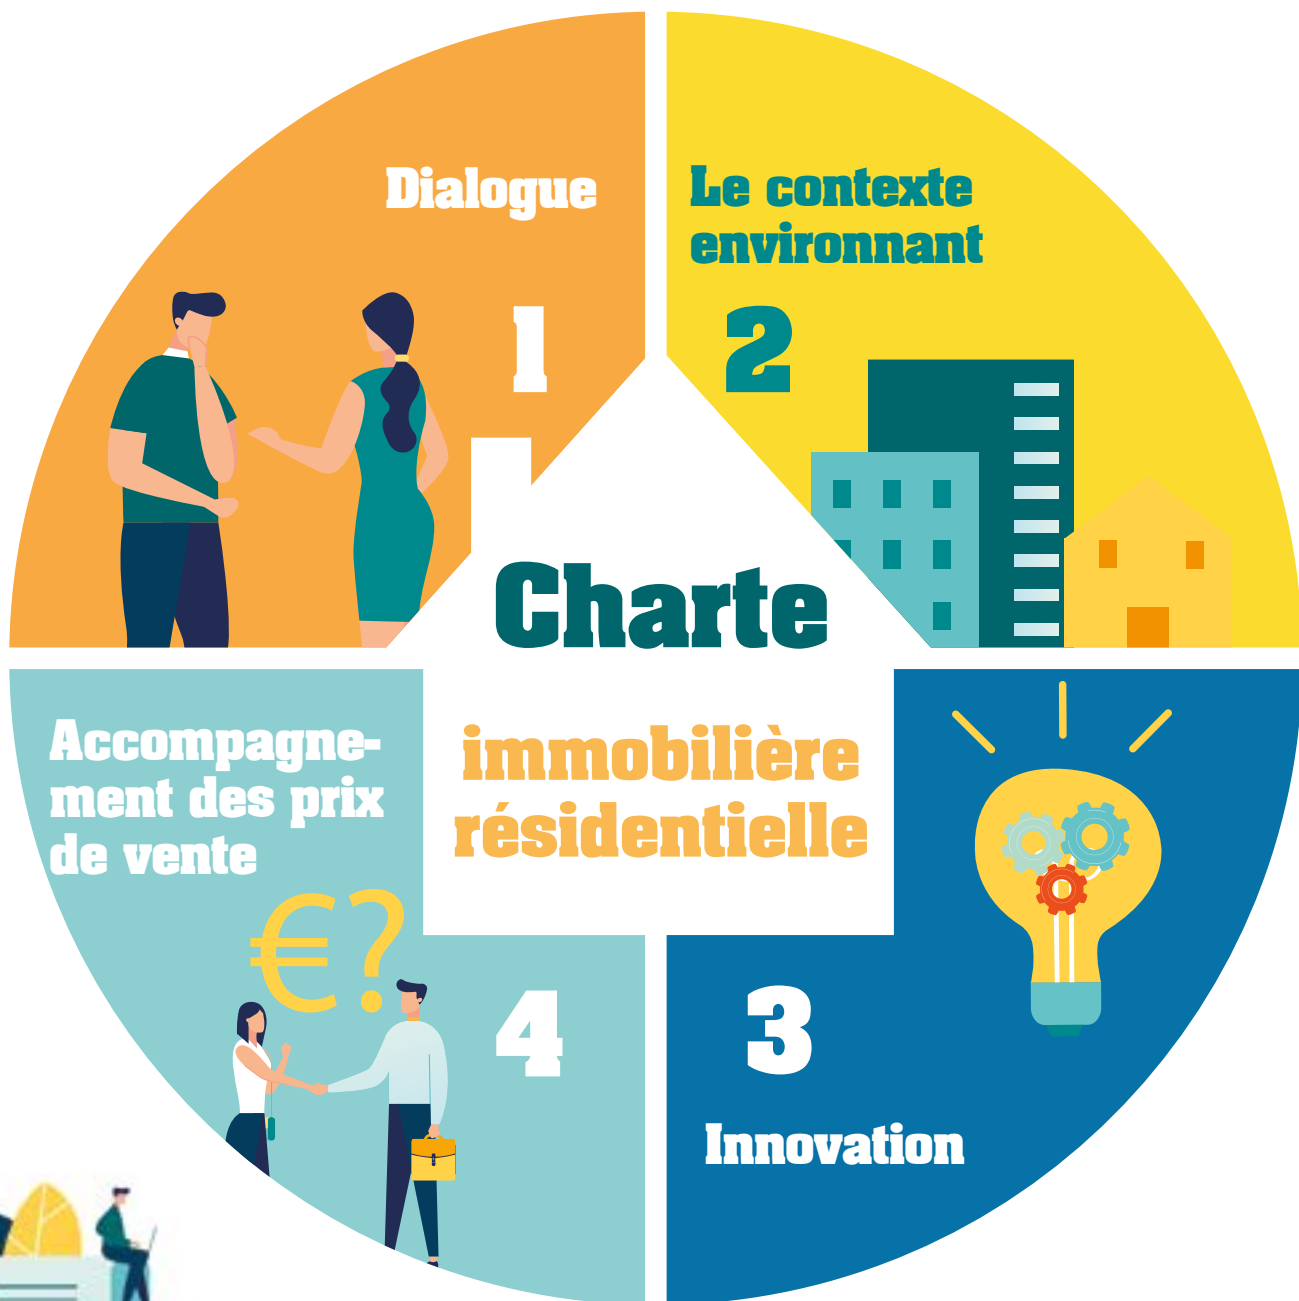 Dialogue
1
Le contexte
environnant
2
Charte
immobilière
résidentielle
3
Innovation
Accompagne-
ment des prix
de vente
€?
4